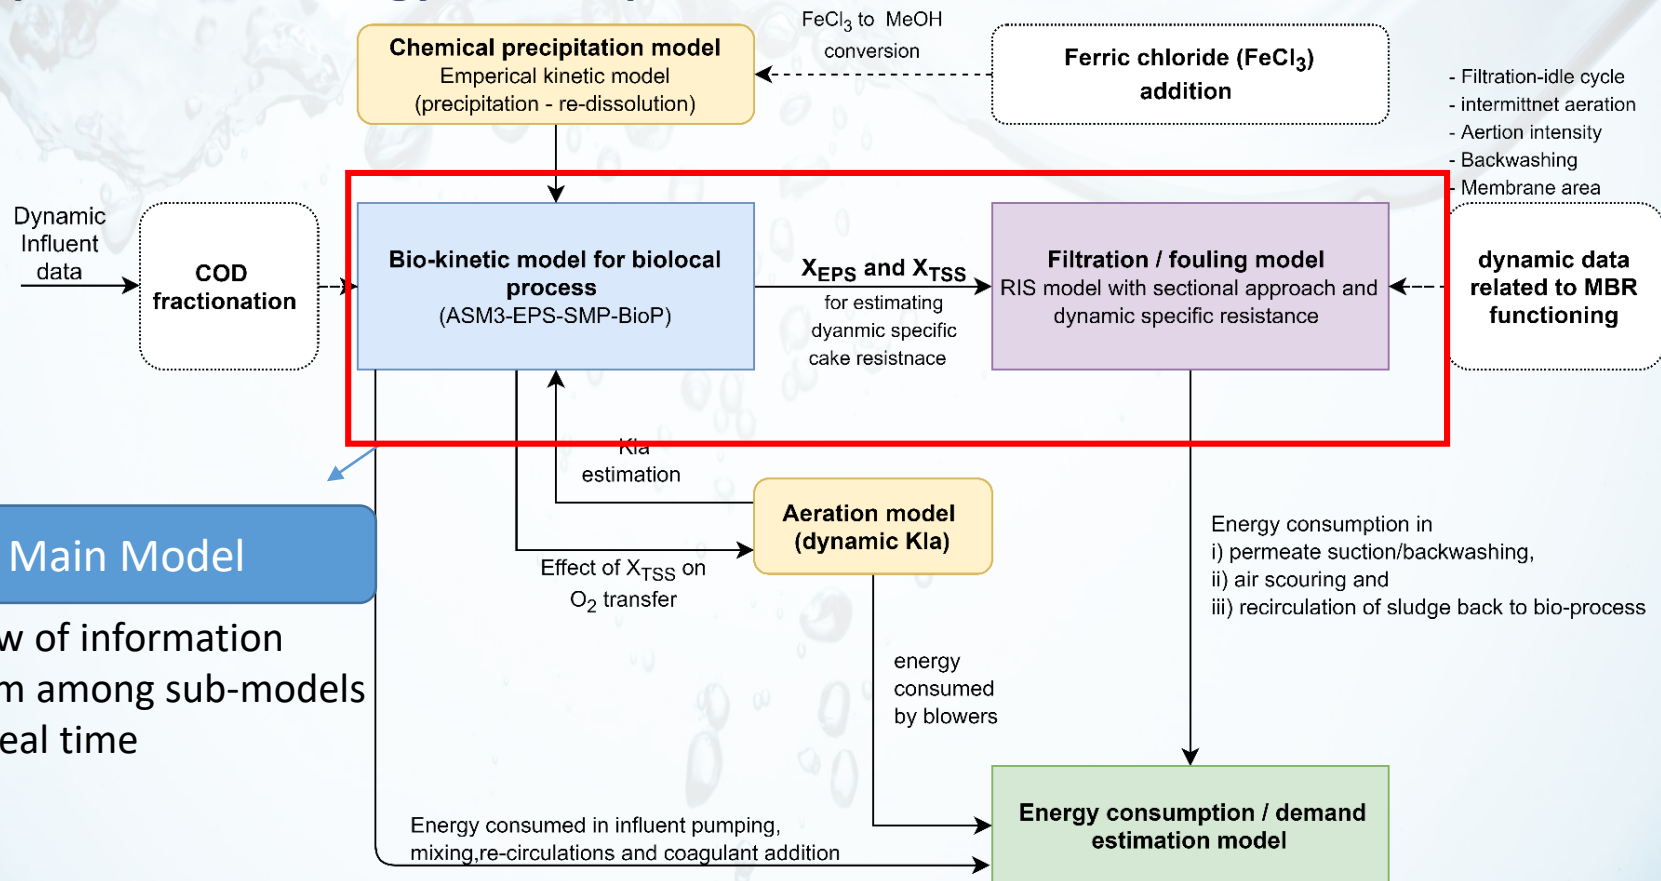 FeCl3 to MeOH
conversion
Chemical precipitation model
Emperical kinetic model
(precipitation - re-dissolution)
Ferric chloride (FeCl3)
addition
- Filtration-idle cycle
- intermittnet aeration
- Aertion intensity
- Backwashing
- Membrane area
Dynamic
Influent
data
COD
fractionation
Bio-kinetic model for biolocal
process
(ASM3-EPS-SMP-BioP)
XEPS and XTSS
for estimating
dyanmic specific
cake resistnace
Filtration / fouling model
RIS model with sectional approach and
dynamic specific resistance
dynamic data
related to MBR
functioning
Kla
estimation
Aeration model
(dynamic Kla)
Effect of XTSS on
O2 transfer
Main Model
of information
among sub-models
time
Energy consumption in
i) permeate suction/backwashing,
ii) air scouring and
iii) recirculation of sludge back to bio-process
energy
consumed
by blowers
Energy consumed in influent pumping,
mixing,re-circulations and coagulant addition
Energy consumption / demand
estimation model